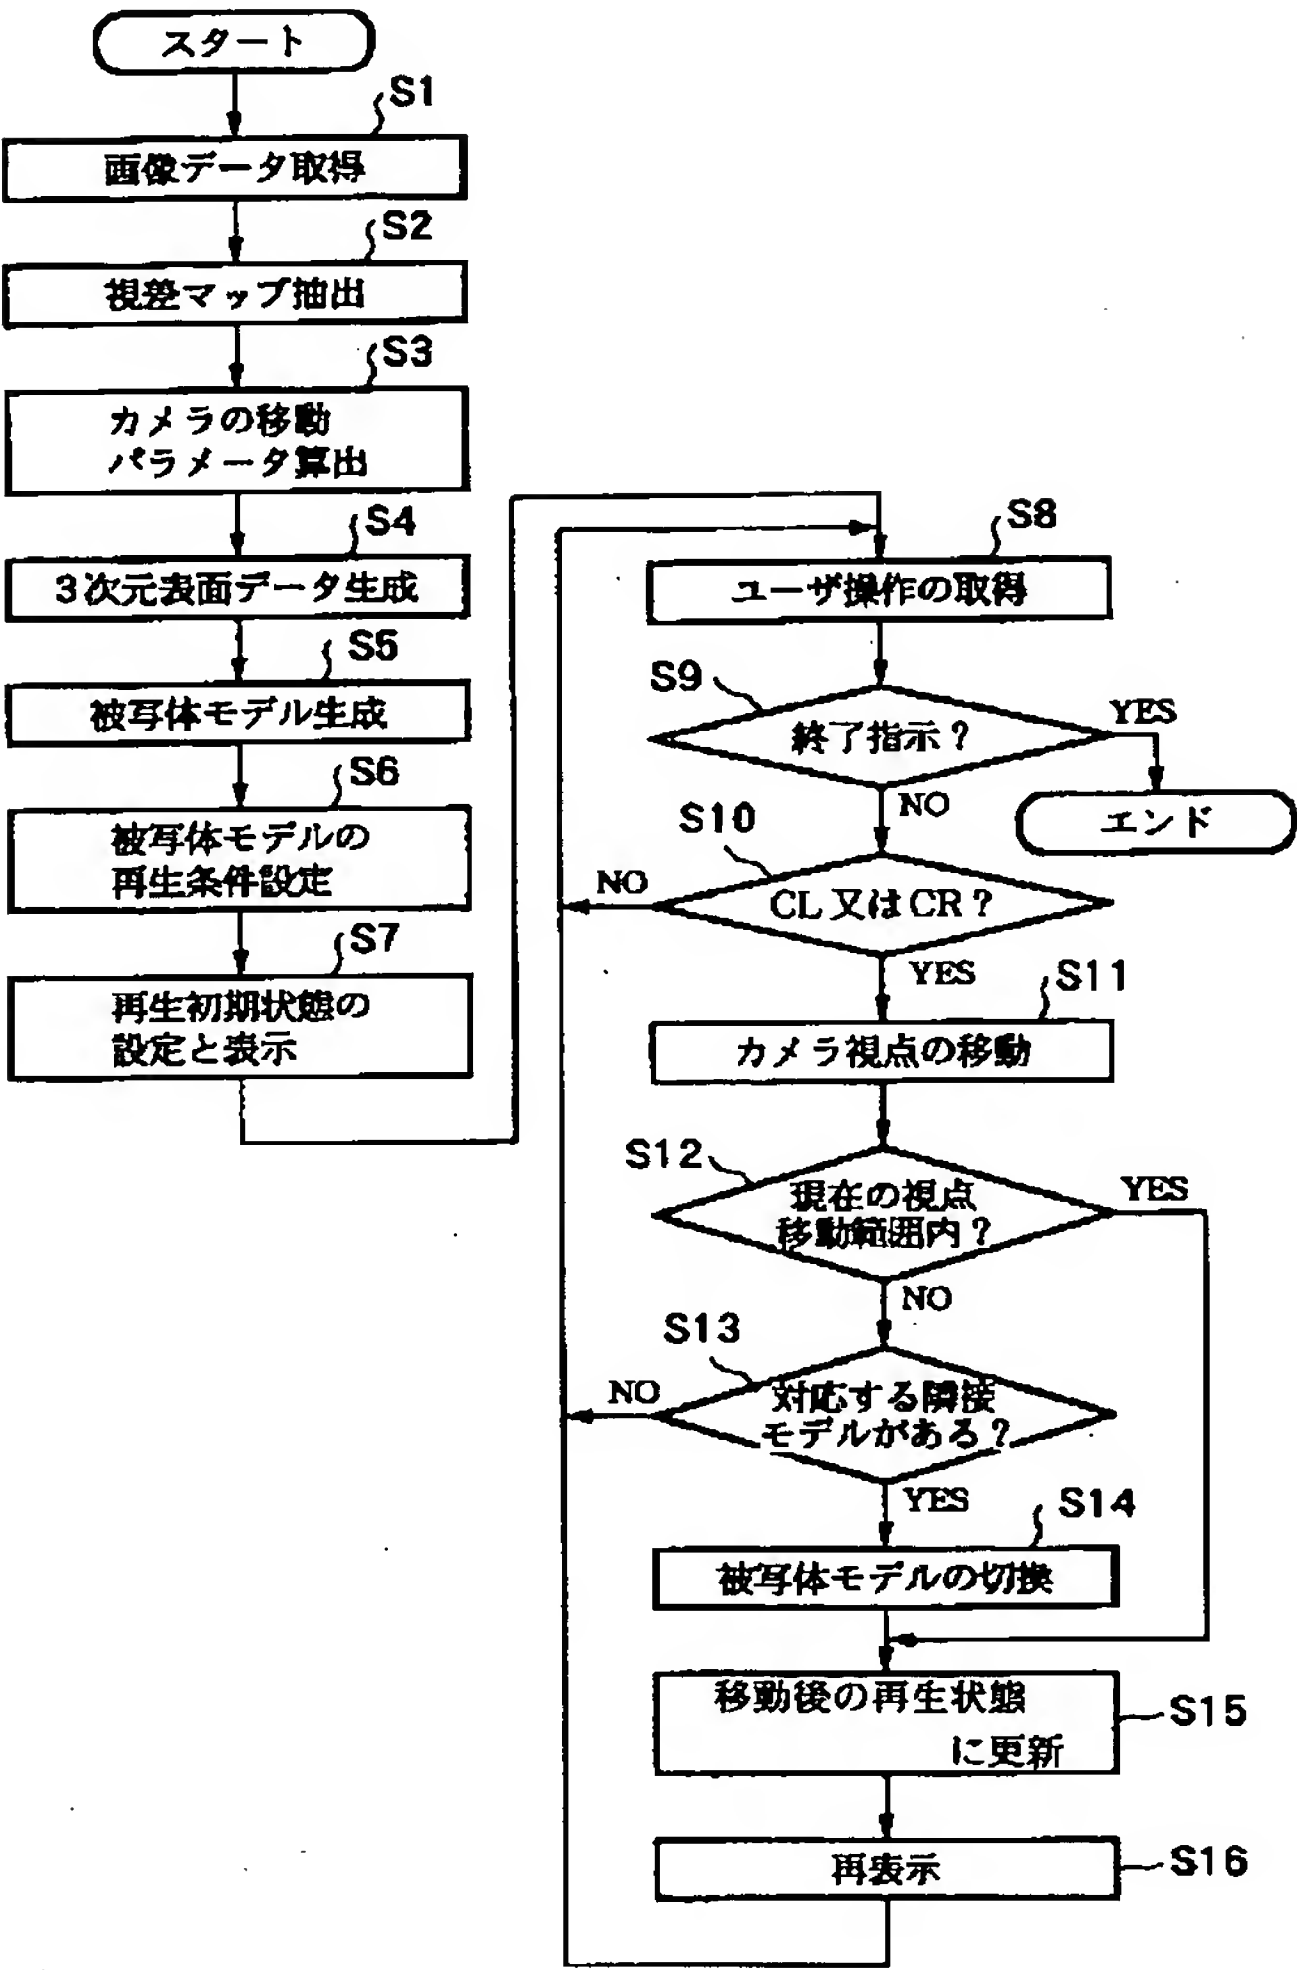 スタート
S1
画像データ取得
S2
視差マップ抽出
S3
カメラの移動
パラメータ算出
S4
3次元表面データ生成
S5
被写体モデル生成
S6
被写体モデルの
再生条件設定
S7
再生初期状態の
設定と表示
S8
ユーザ操作の取得
S9
終了指示?
YES
エンド
NO
S10
CL又はCR?
NO
YES
S11
カメラ視点の移動
S12
現在の視点
移動範囲内?
YES
NO
S13
対応する隣接
モデルがある?
NO
YES
S14
被写体モデルの切換
移動後の再生状態
に更新
S15
再表示
S16